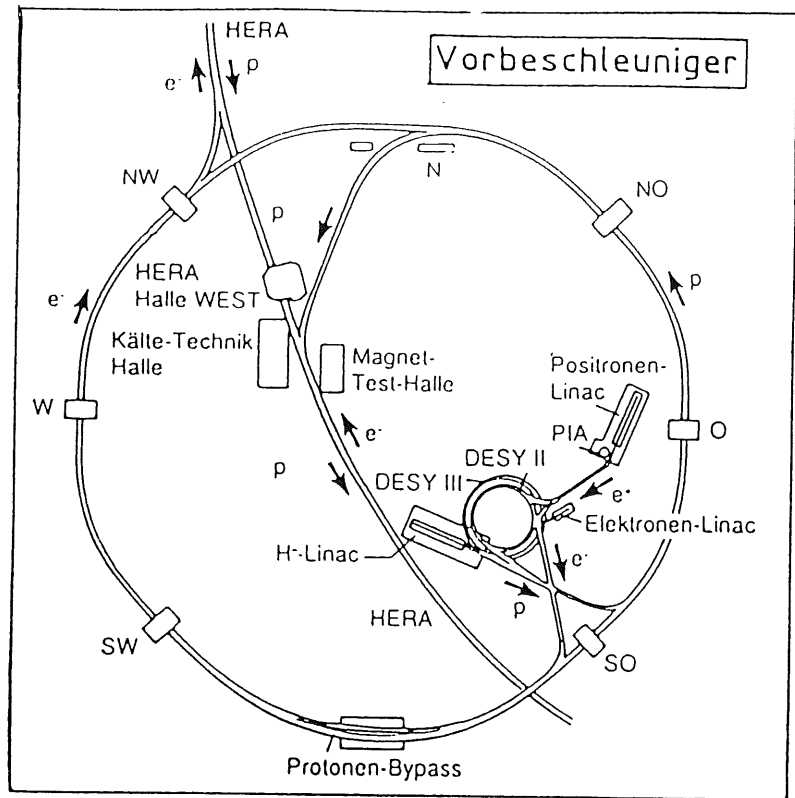 HERA
Vorbeschleuniger
e-
p
N
NW
NO
p
HERA
Halle WEST
e-
p
Kälte-Technik
Halle
Magnet-
Test-Halle
Positronen-
Linac
W
O
PIA
e-
DESY II
p
DESY III
e+
Elektronen-Linac
H--Linac
e-
p
HERA
SW
SO
Protonen-Bypass